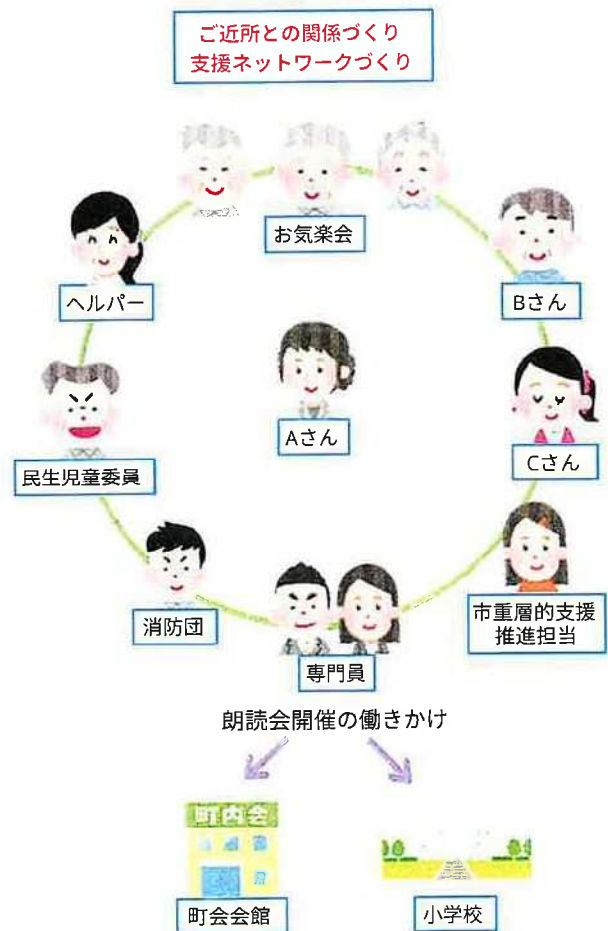 ご近所との関係づくり
支援ネットワークづくり
お気楽会
ヘルパー
Bさん
Aさん
民生児童委員
Cさん
消防団
市重層的支援
推進担当
専門員
朗読会開催の働きかけ
町内会
町会会館
小学校